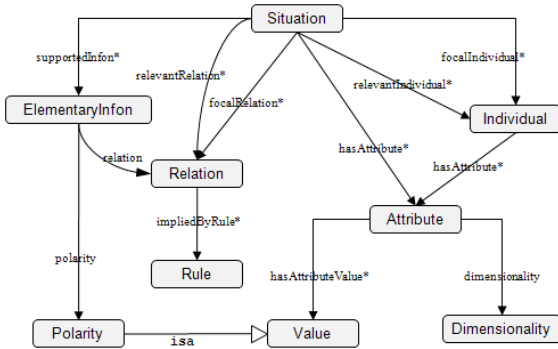 Situation
supportedInfon*
focalIndividual*
relevantRelation*
relevantIndividual*
ElementaryInfon
focalRelation*
Individual
relation
Relation
hasAttribute*
hasAttribute*
impliedByRule*
Attribute
polarity
Rule
hasAttributeValue*
dimensionality
Polarity
isa
Value
Dimensionality